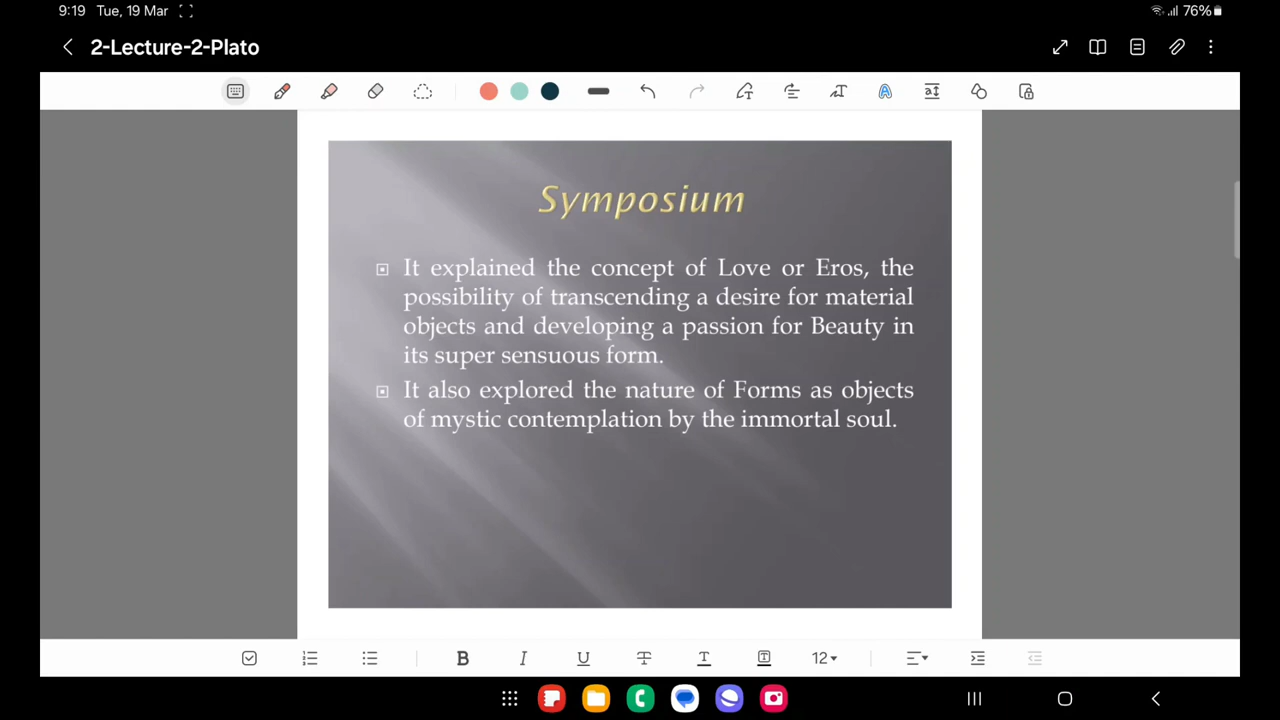 9:19 Tue, 19 Mar
76%
2-Lecture-2-Plato
Symposium
It explained the concept of Love or Eros, the
possibility of transcending a desire for material
objects and developing a passion for Beauty in
its super sensuous form.
It also explored the nature of Forms as objects
of mystic contemplation by the immortal soul.
B I U T T T 12